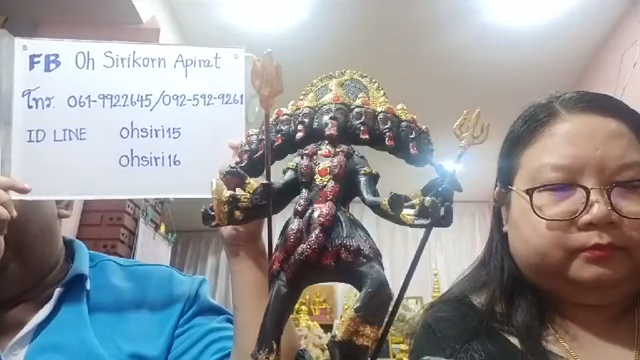 FB Oh Sirikorn Apirat
โทร. 061-9922645/092-592-9261
ID LINE ohsiri15
ohsiri16